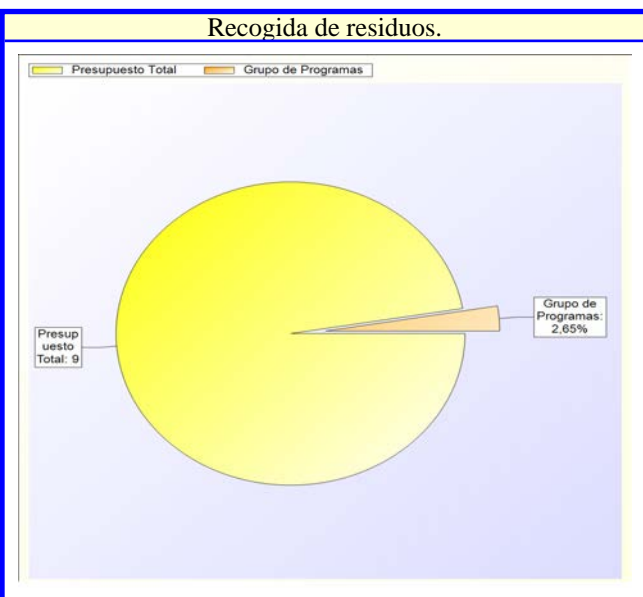 Recogida de residuos.
Presupuesto Total
Grupo de Programas
Grupo de
Programas:
2,65%
Presup
uesto
Total: 9